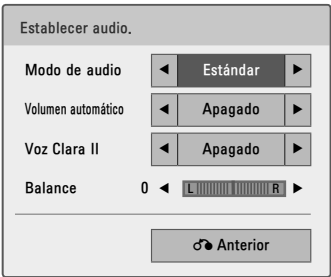 Establecer audio.
Modo de audio ◀ Estándar ▶
Volumen automático ◀ Apagado ▶
Voz Clara II ◀ Apagado ▶
Balance 0 ◀ L R ▶
Anterior